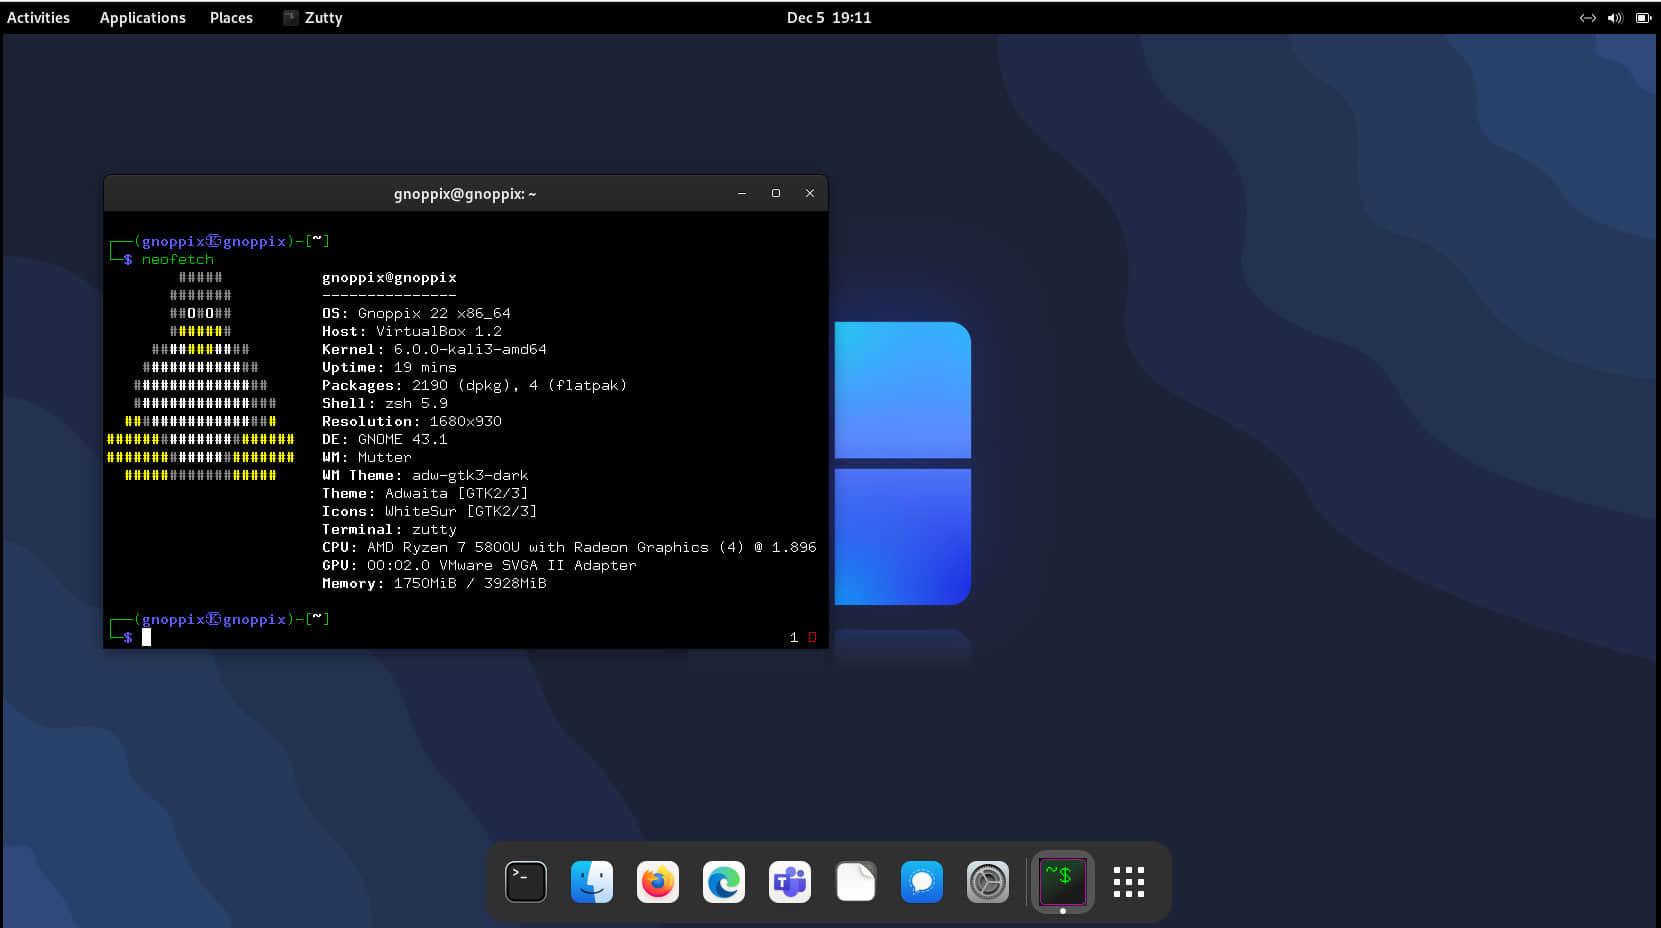 Activities Applications Places Zutty Dec 5 19:11
gnoppix@gnoppix: ~
┌──(gnoppix㉿gnoppix)-[~]
└─$ neofetch
##### gnoppix@gnoppix
####### ---------------
##O#O## OS: Gnoppix 22 x86_64
####### Host: VirtualBox 1.2
########### Kernel: 6.0.0-kali3-amd64
############# Uptime: 19 mins
############### Packages: 2190 (dpkg), 4 (flatpak)
################ Shell: zsh 5.9
################# Resolution: 1680x930
##################### DE: GNOME 43.1
##################### WM: Mutter
################# WM Theme: adw-gtk3-dark
Theme: Adwaita [GTK2/3]
Icons: WhiteSur [GTK2/3]
Terminal: zutty
CPU: AMD Ryzen 7 5800U with Radeon Graphics (4) @ 1.896
GPU: 00:02.0 VMware SVGA II Adapter
Memory: 1750MiB / 3928MiB
┌──(gnoppix㉿gnoppix)-[~]
└─$ 1
>_
~$